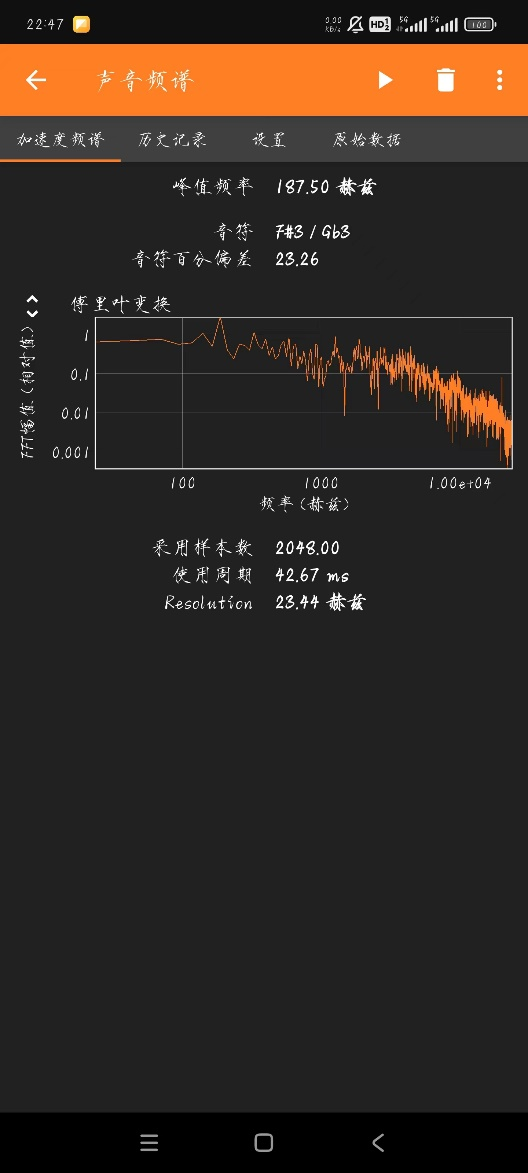 22:47
0.00 KB/s HD 1 2 5G 5G 100
声音频谱
加速度频谱 历史记录 设置 原始数据
峰值频率 187.50 赫兹
音符 F#3 / Gb3
音符百分偏差 23.26
傅里叶变换
FFT幅值 (相对值)
1
0.1
0.01
0.001
100 1000 1.00e+04
频率 (赫兹)
采用样本数 2048.00
使用周期 42.67 ms
Resolution 23.44 赫兹